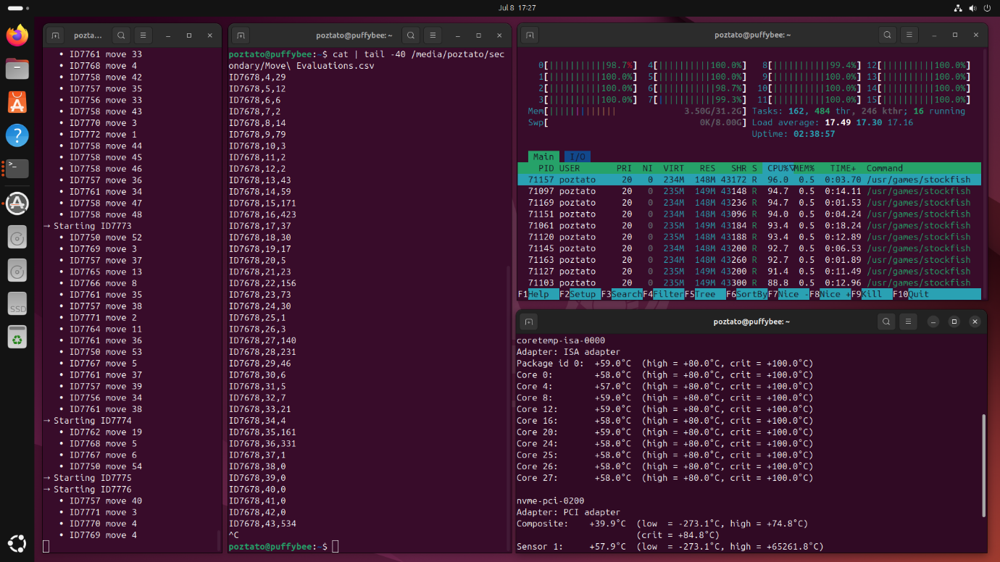 Jul 8 17:27
pozta...
• ID7761 move 33
• ID7768 move 4
• ID7758 move 42
• ID7757 move 35
• ID7756 move 33
• ID7758 move 43
• ID7770 move 3
• ID7772 move 1
• ID7758 move 44
• ID7758 move 45
• ID7758 move 46
• ID7757 move 36
• ID7761 move 34
• ID7758 move 47
• ID7758 move 48
→ Starting ID7773
• ID7750 move 52
• ID7769 move 3
• ID7757 move 37
• ID7765 move 13
• ID7766 move 8
• ID7761 move 35
• ID7757 move 38
• ID7771 move 2
• ID7764 move 11
• ID7761 move 36
• ID7750 move 53
• ID7767 move 5
• ID7761 move 37
• ID7757 move 39
• ID7756 move 34
• ID7761 move 38
→ Starting ID7774
• ID7762 move 19
• ID7768 move 5
• ID7767 move 6
• ID7750 move 54
→ Starting ID7775
→ Starting ID7776
• ID7757 move 40
• ID7771 move 3
• ID7770 move 4
• ID7769 move 4
poztato@puffybee: ~
poztato@puffybee:~$ cat | tail -40 /media/poztato/sec
ondary/Move\ Evaluations.csv
ID7678,4,29
ID7678,5,12
ID7678,6,6
ID7678,7,2
ID7678,8,14
ID7678,9,79
ID7678,10,3
ID7678,11,2
ID7678,12,2
ID7678,13,43
ID7678,14,59
ID7678,15,171
ID7678,16,423
ID7678,17,37
ID7678,18,30
ID7678,19,17
ID7678,20,5
ID7678,21,23
ID7678,22,156
ID7678,23,73
ID7678,24,30
ID7678,25,1
ID7678,26,3
ID7678,27,140
ID7678,28,231
ID7678,29,46
ID7678,30,6
ID7678,31,5
ID7678,32,7
ID7678,33,21
ID7678,34,4
ID7678,35,161
ID7678,36,331
ID7678,37,1
ID7678,38,0
ID7678,39,0
ID7678,40,0
ID7678,41,0
ID7678,42,0
ID7678,43,534
^C
poztato@puffybee:~$
poztato@puffybee: ~
0[|||||||||||98.7%] 4[||||||||||100.0%] 8[|||||||||||99.4%] 12[||||||||||100.0%]
1[||||||||||100.0%] 5[||||||||||100.0%] 9[||||||||||100.0%] 13[||||||||||100.0%]
2[||||||||||100.0%] 6[|||||||||||98.7%] 10[||||||||||100.0%] 14[||||||||||100.0%]
3[||||||||||100.0%] 7[|||||||||||99.3%] 11[||||||||||100.0%] 15[||||||||||100.0%]
Mem[|||||||||||||  3.50G/31.2G] Tasks: 162, 484 thr, 246 kthr; 16 running
Swp[  0K/8.00G] Load average: 17.49 17.30 17.16
Uptime: 02:38:57
Main I/O
PID USER PRI NI VIRT RES SHR S CPU%▽MEM% TIME+ Command
71157 poztato 20 0 234M 148M 43172 R 96.0 0.5 0:03.70 /usr/games/stockfish
71097 poztato 20 0 235M 149M 43148 R 94.7 0.5 0:14.11 /usr/games/stockfish
71169 poztato 20 0 235M 149M 43236 R 94.7 0.5 0:01.53 /usr/games/stockfish
71151 poztato 20 0 234M 148M 43096 R 94.0 0.5 0:04.24 /usr/games/stockfish
71061 poztato 20 0 235M 149M 43184 R 93.4 0.5 0:18.24 /usr/games/stockfish
71120 poztato 20 0 234M 148M 43188 R 93.4 0.5 0:12.89 /usr/games/stockfish
71145 poztato 20 0 234M 148M 43200 R 92.7 0.5 0:06.53 /usr/games/stockfish
71163 poztato 20 0 234M 148M 43260 R 92.7 0.5 0:01.89 /usr/games/stockfish
71127 poztato 20 0 235M 149M 43200 R 91.4 0.5 0:11.49 /usr/games/stockfish
71103 poztato 20 0 234M 148M 43300 R 88.8 0.5 0:12.96 /usr/games/stockfish
F1Help F2Setup F3SearchF4FilterF5Tree F6SortByF7Nice -F8Nice +F9Kill F10Quit
poztato@puffybee: ~
coretemp-isa-0000
Adapter: ISA adapter
Package id 0: +59.0°C (high = +80.0°C, crit = +100.0°C)
Core 0: +58.0°C (high = +80.0°C, crit = +100.0°C)
Core 4: +57.0°C (high = +80.0°C, crit = +100.0°C)
Core 8: +59.0°C (high = +80.0°C, crit = +100.0°C)
Core 12: +59.0°C (high = +80.0°C, crit = +100.0°C)
Core 16: +58.0°C (high = +80.0°C, crit = +100.0°C)
Core 20: +59.0°C (high = +80.0°C, crit = +100.0°C)
Core 24: +58.0°C (high = +80.0°C, crit = +100.0°C)
Core 25: +58.0°C (high = +80.0°C, crit = +100.0°C)
Core 26: +58.0°C (high = +80.0°C, crit = +100.0°C)
Core 27: +58.0°C (high = +80.0°C, crit = +100.0°C)
nvme-pci-0200
Adapter: PCI adapter
Composite: +39.9°C (low = -273.1°C, high = +74.8°C)
(crit = +84.8°C)
Sensor 1: +57.9°C (low = -273.1°C, high = +65261.8°C)
SSD